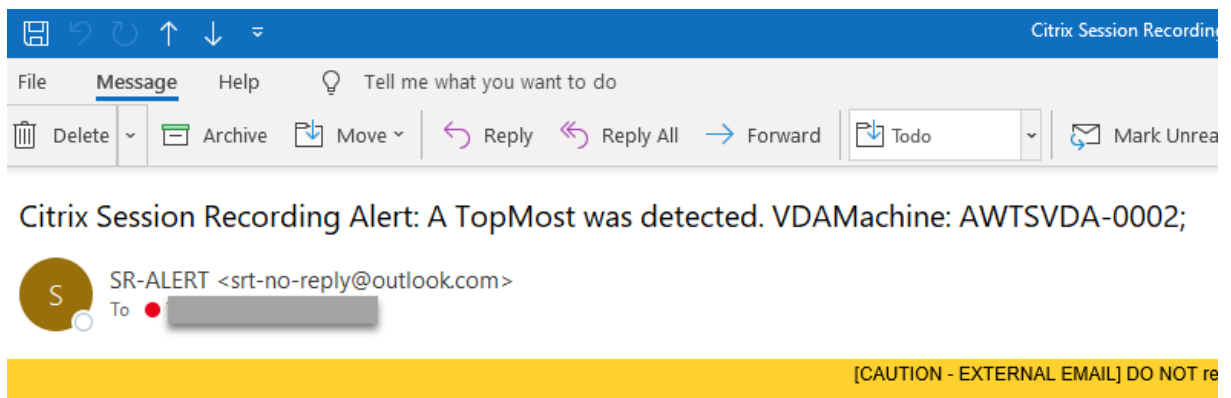 Citrix Session Recording
File Message Help Tell me what you want to do
Delete Archive Move Reply Reply All Forward Todo Mark
Citrix Session Recording Alert: A TopMost was detected. VDAMachine: AWTSVDA-0002;
S
SR-ALERT <srt-no-reply@outlook.com>
To
[CAUTION - EXTERNAL EMAIL] DO NOT